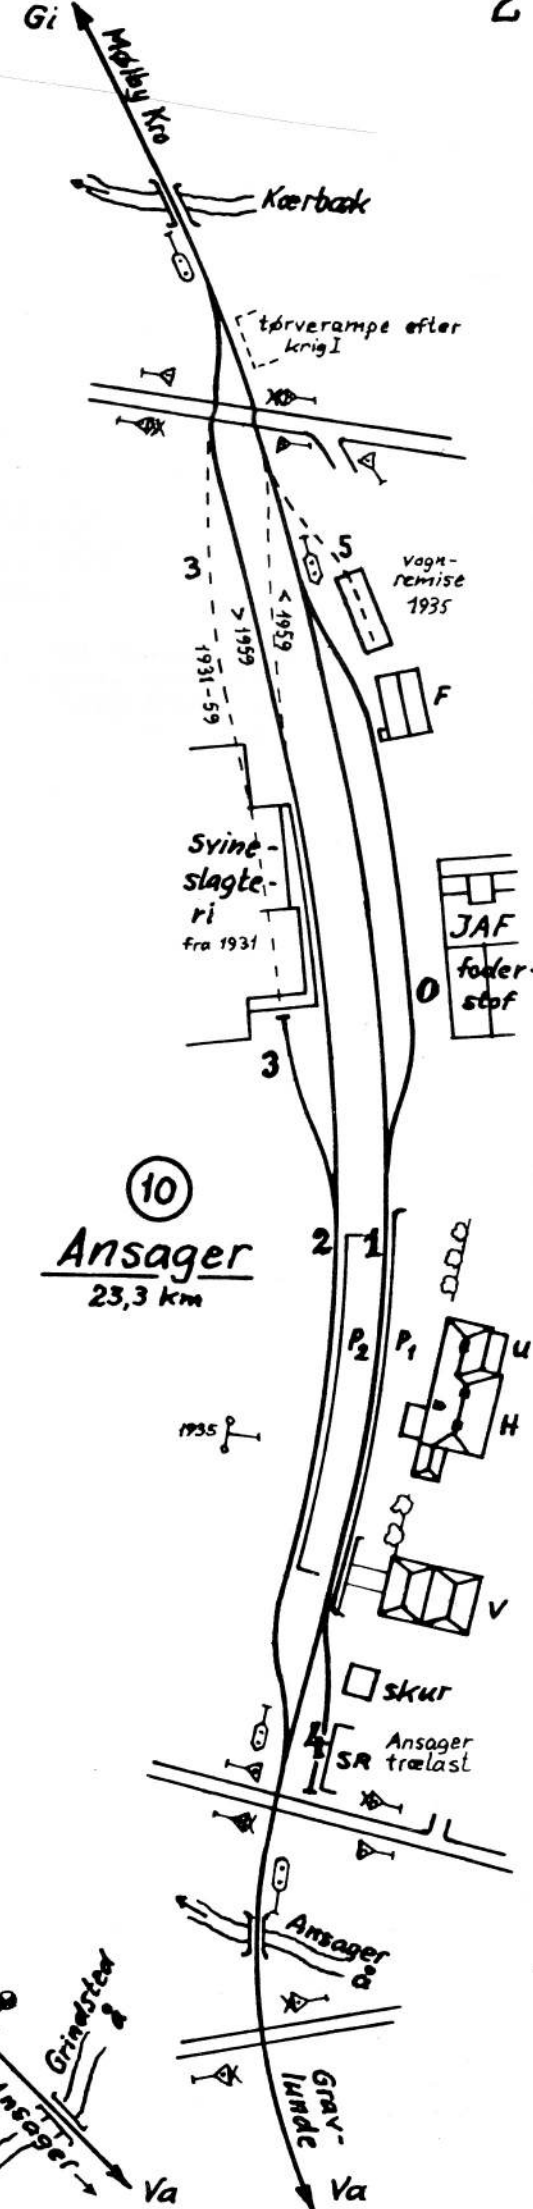 2
Gi
Mølby Kro
Kærbæk
tørverampe efter
krig I
3
5
vogn-
remise
1935
< 1959
> 1959
1931-59
F
Svine-
slagte-
ri
fra 1931
JAF
foder-
stof
0
3
10
Ansager
23,3 km
2
1
P2
P1
U
H
1935
V
skur
4
SR
Ansager
trælast
Ansager
å
Grindsted
å
Ansager
Grav-
lunde
Va
Va